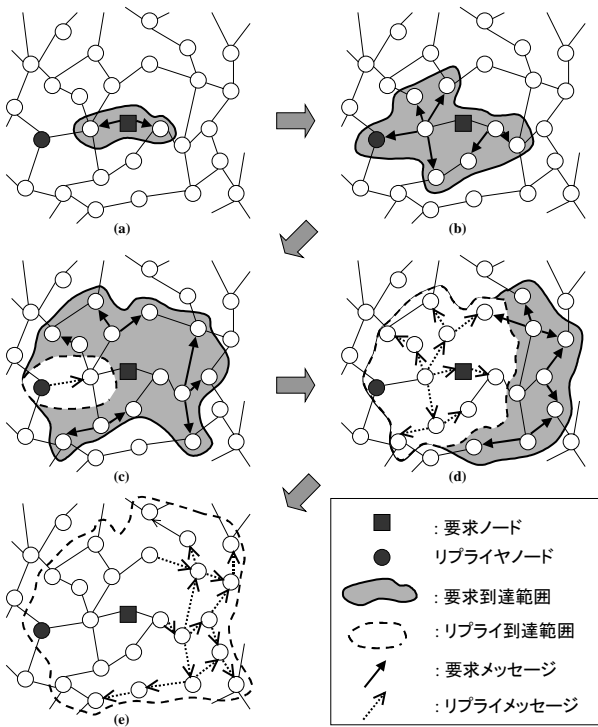 (a)
(b)
(c)
(d)
(e)
: 要求ノード
: リプライヤノード
: 要求到達範囲
: リプライ到達範囲
: 要求メッセージ
: リプライメッセージ